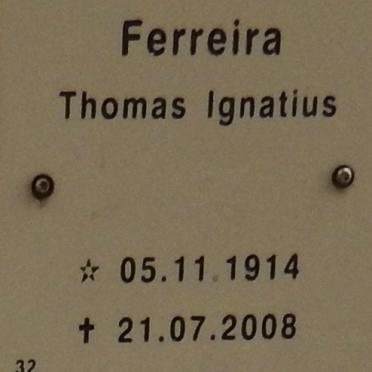 Ferreira
Thomas Ignatius
☆ 05.11.1914
✝ 21.07.2008
32